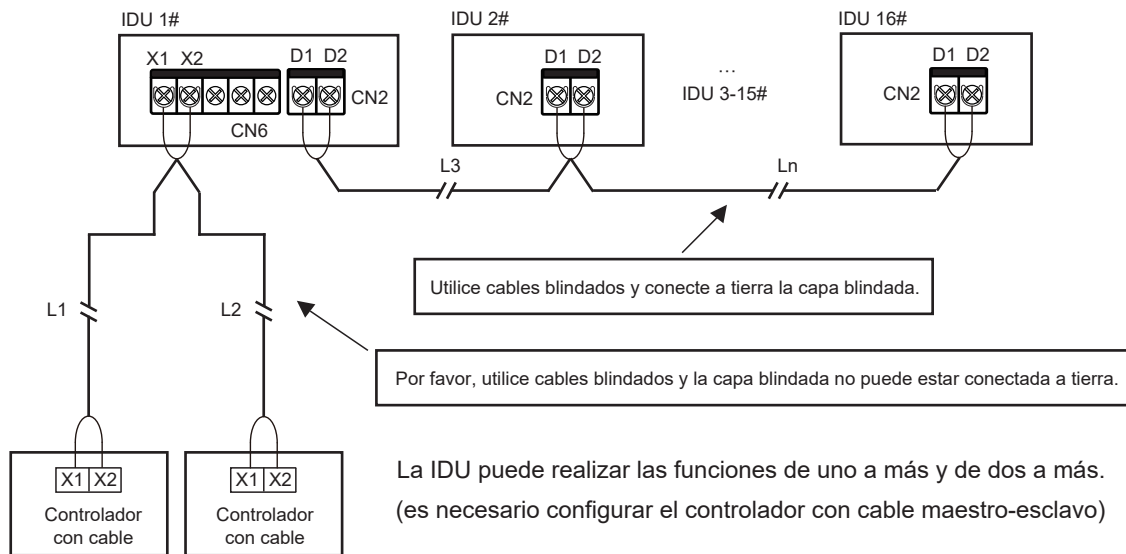 IDU 1#
IDU 2#
IDU 16#
X1 X2
D1 D2
D1 D2
D1 D2
CN2
CN2
CN2
CN6
...
IDU 3-15#
L3
Ln
Utilice cables blindados y conecte a tierra la capa blindada.
L1
L2
Por favor, utilice cables blindados y la capa blindada no puede estar conectada a tierra.
X1 X2
Controlador
con cable
X1 X2
Controlador
con cable
La IDU puede realizar las funciones de uno a más y de dos a más.
(es necesario configurar el controlador con cable maestro-esclavo)